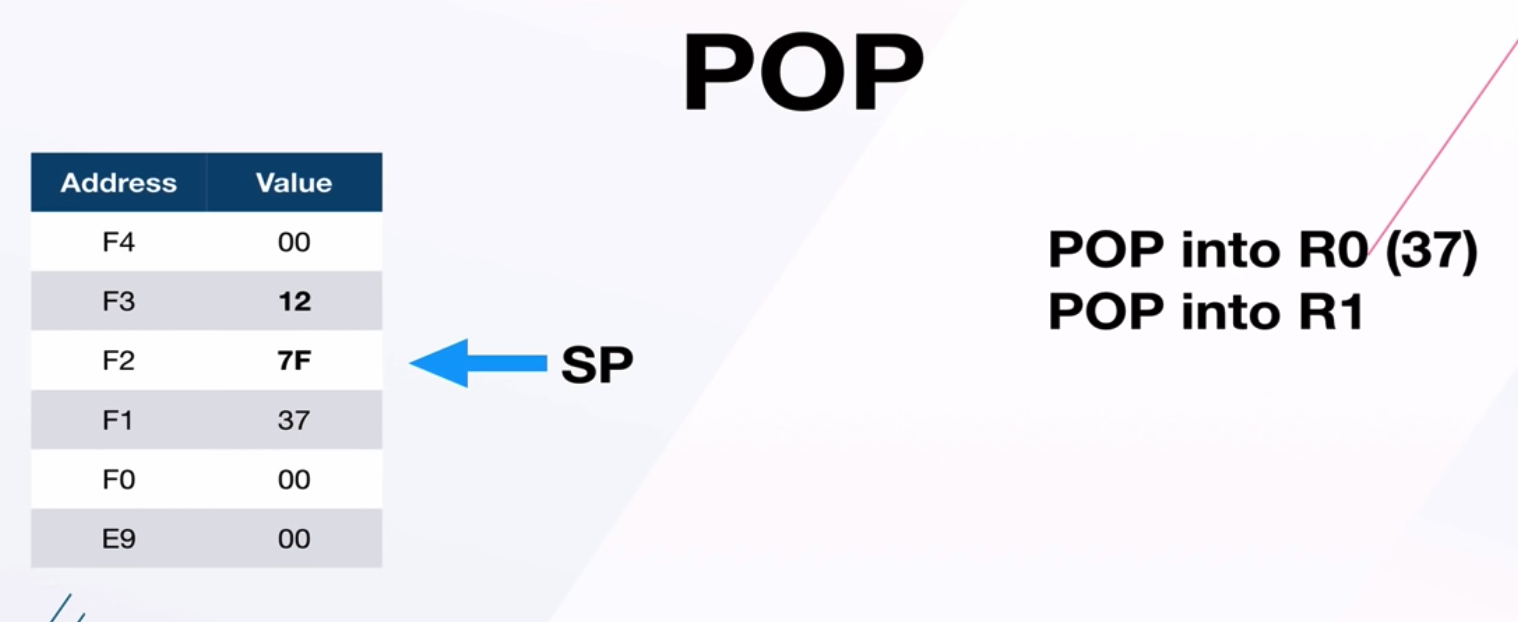 POP
Address Value
F4 00
F3 12
F2 7F
F1 37
F0 00
E9 00
SP
POP into R0 (37)
POP into R1